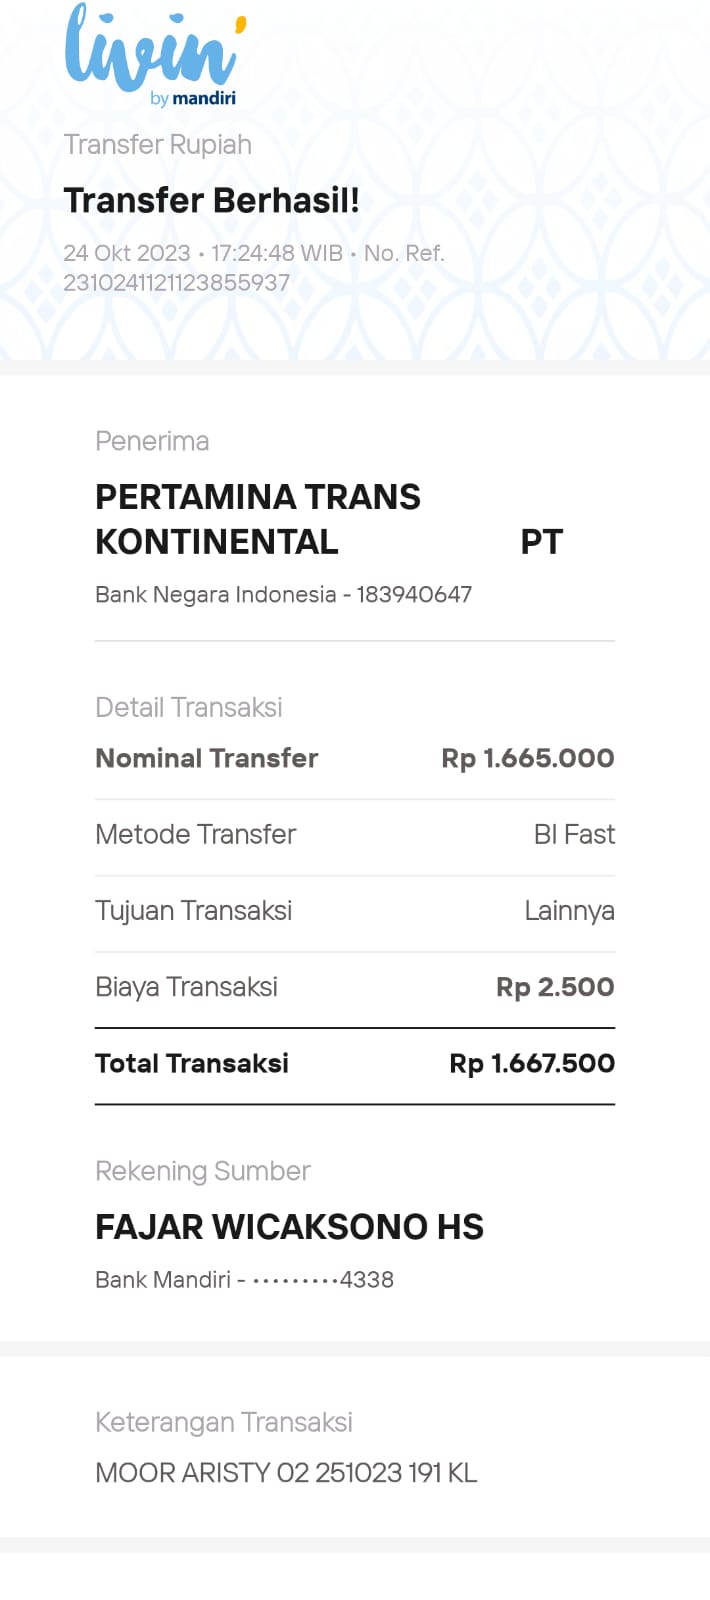 livin'
by mandiri
Transfer Rupiah
Transfer Berhasil!
24 Okt 2023 • 17:24:48 WIB • No. Ref.
2310241121123855937
Penerima
PERTAMINA TRANS
KONTINENTAL PT
Bank Negara Indonesia - 183940647
Detail Transaksi
Nominal Transfer Rp 1.665.000
Metode Transfer BI Fast
Tujuan Transaksi Lainnya
Biaya Transaksi Rp 2.500
Total Transaksi Rp 1.667.500
Rekening Sumber
FAJAR WICAKSONO HS
Bank Mandiri - •••••••••4338
Keterangan Transaksi
MOOR ARISTY 02 251023 191 KL